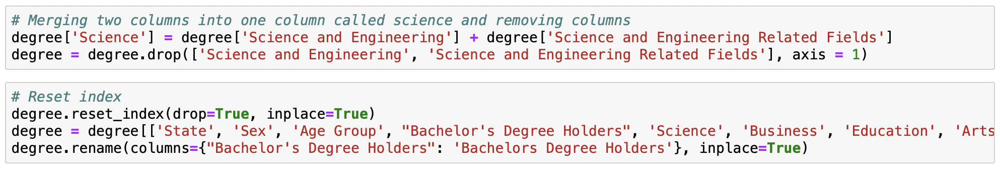 # Merging two columns into one column called science and removing columns
degree['Science'] = degree['Science and Engineering'] + degree['Science and Engineering Related Fields']
degree = degree.drop(['Science and Engineering', 'Science and Engineering Related Fields'], axis = 1)
# Reset index
degree.reset_index(drop=True, inplace=True)
degree = degree[['State', 'Sex', 'Age Group', "Bachelor's Degree Holders", 'Science', 'Business', 'Education', 'Arts
degree.rename(columns={"Bachelor's Degree Holders": 'Bachelors Degree Holders'}, inplace=True)